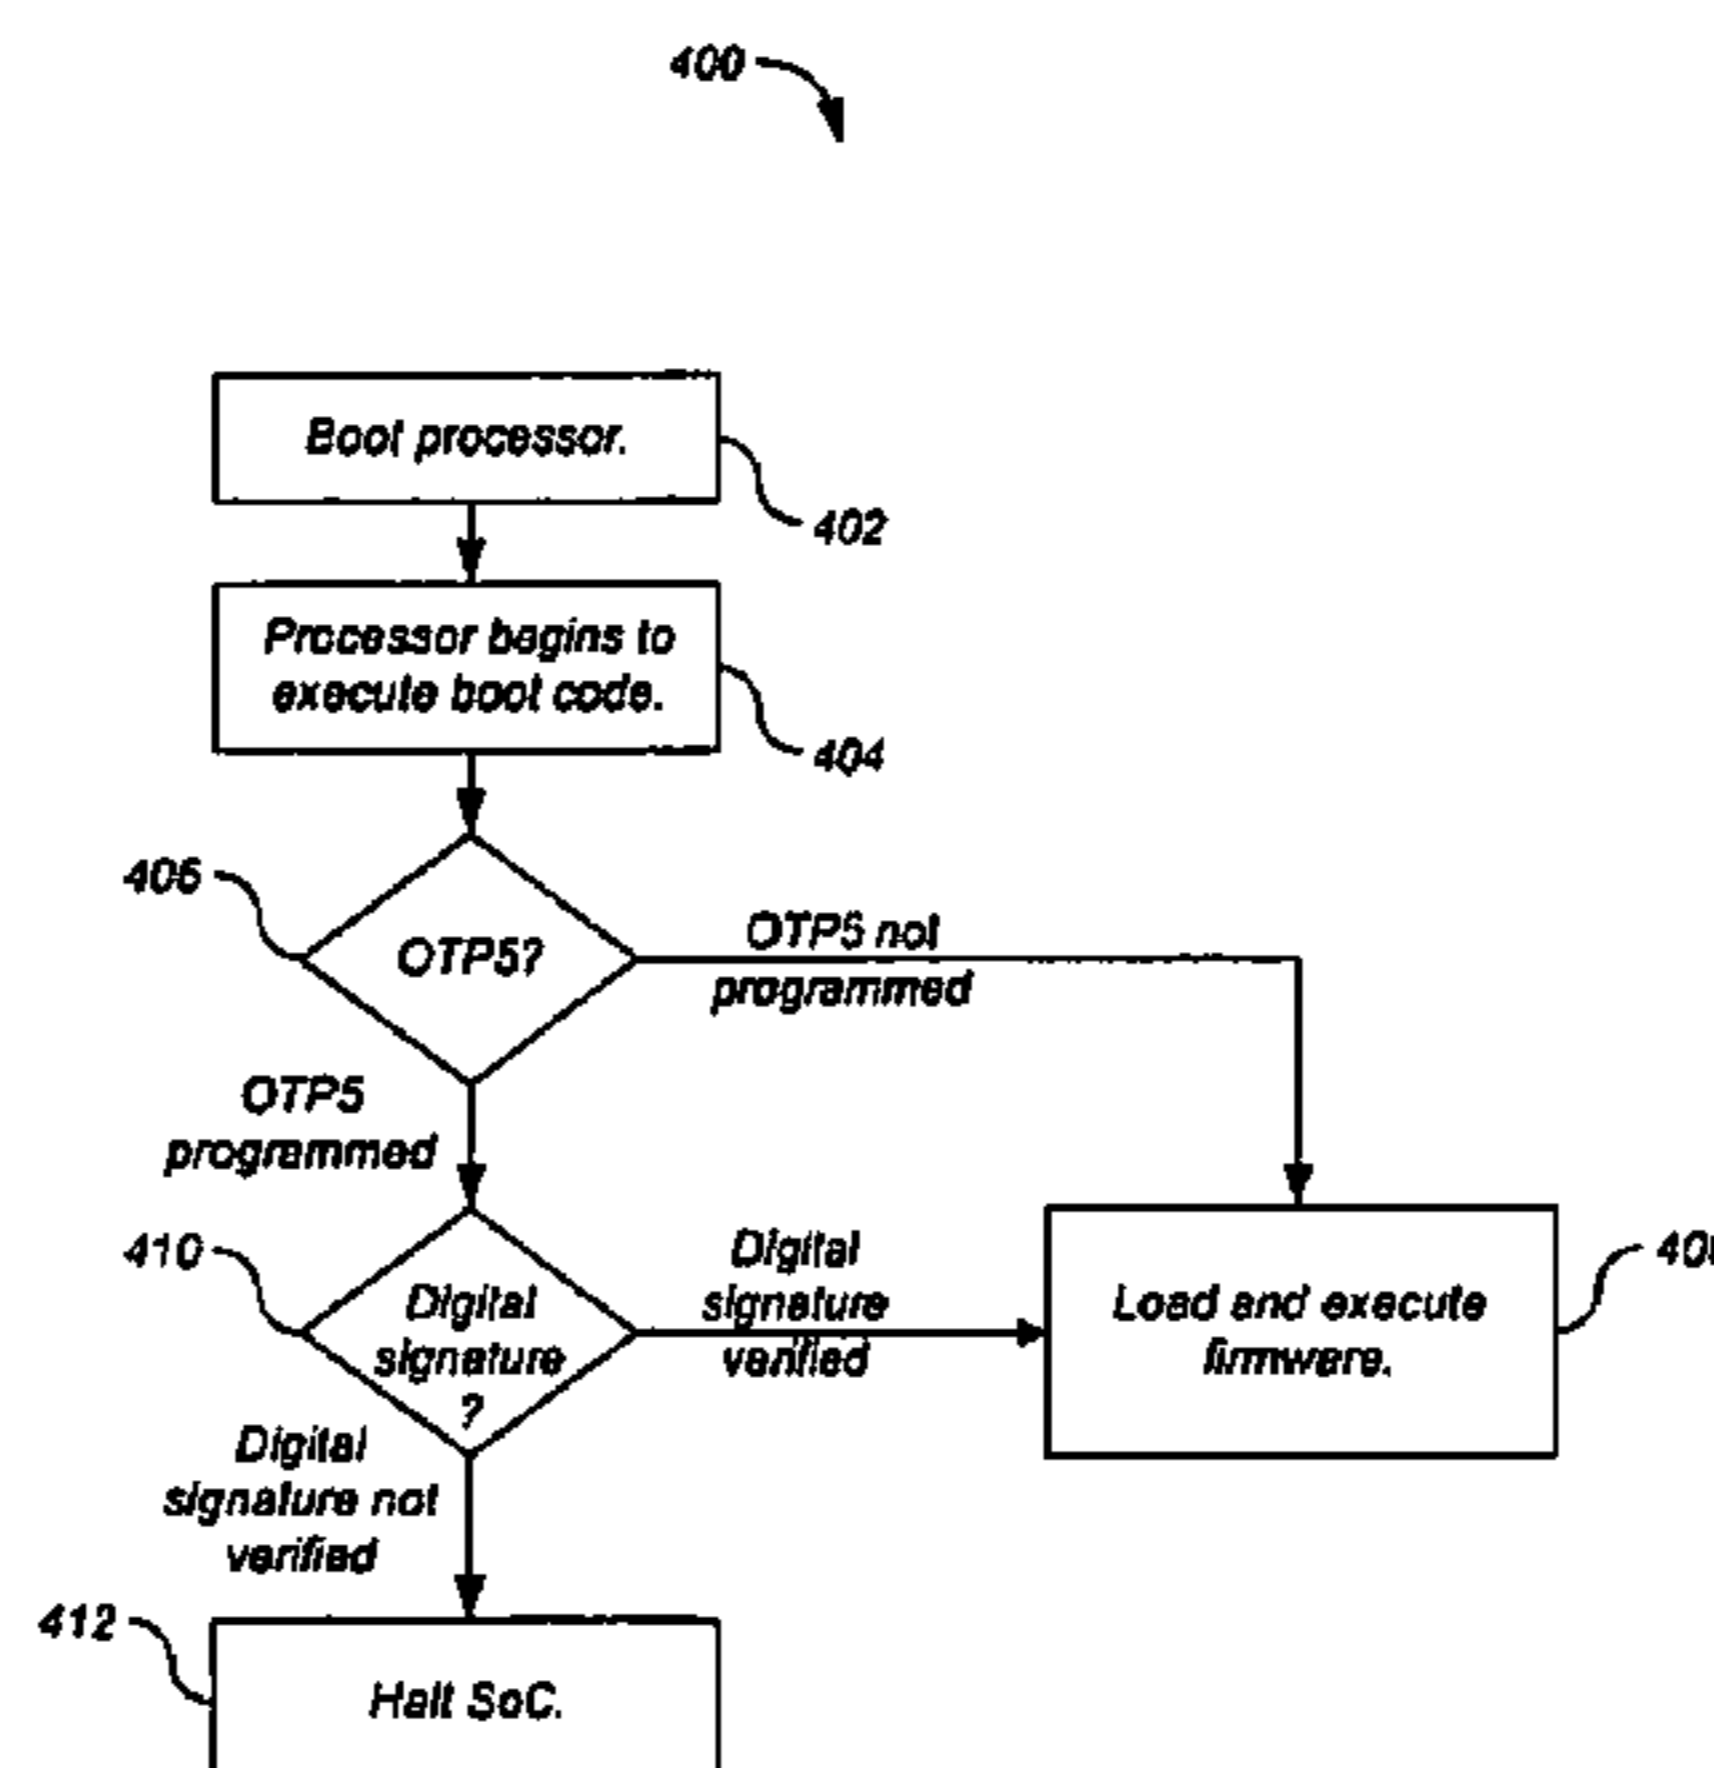 400
Boot processor.
402
Processor begins to
execute boot code.
404
406
OTP5?
OTP5 not
programmed
OTP5
programmed
410
Digital
signature
?
Digital
signature
verified
Load and execute
firmware.
Digital
signature not
verified
412
Halt SoC.